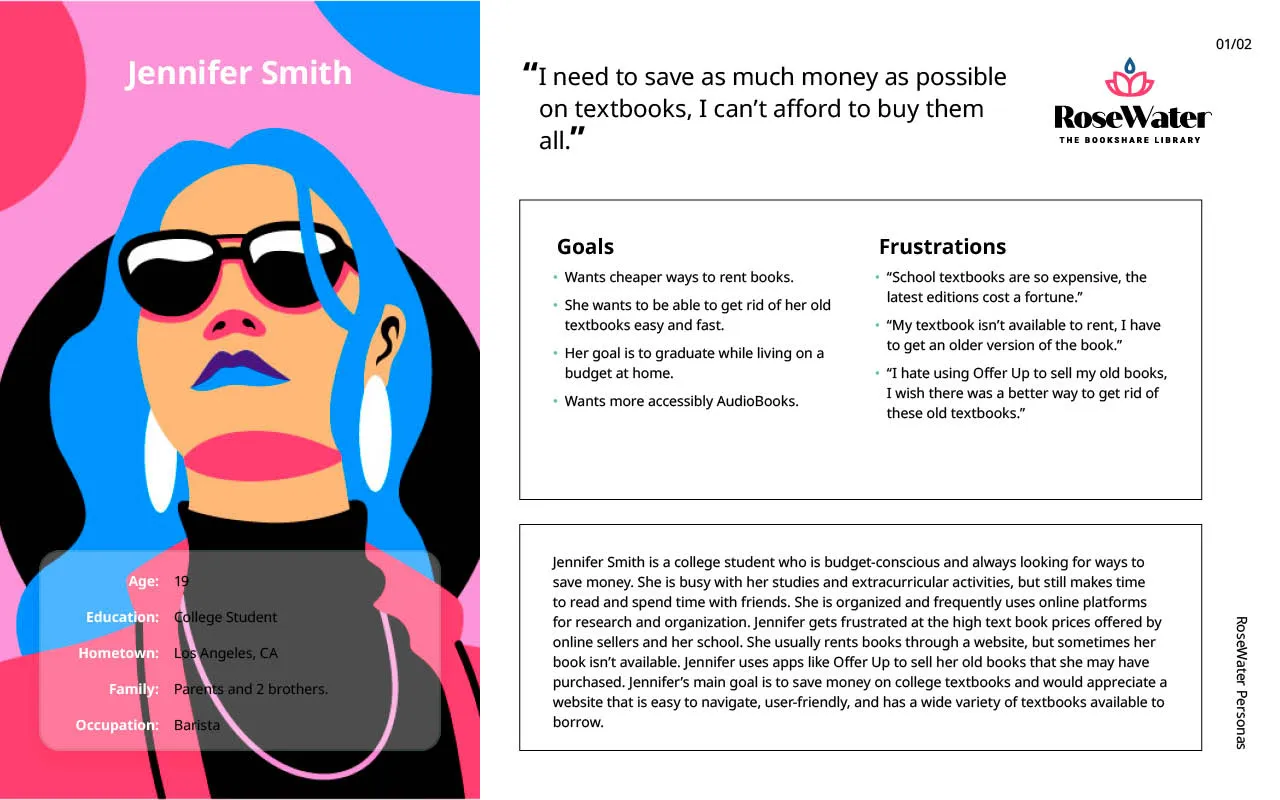 Jennifer Smith
Age: 19
Education: College Student
Hometown: Los Angeles, CA
Family: Parents and 2 brothers.
Occupation: Barista
01/02
“I need to save as much money as possible
on textbooks, I can’t afford to buy them
all.”
RoseWater
THE BOOKSHARE LIBRARY
Goals
• Wants cheaper ways to rent books.
• She wants to be able to get rid of her old
textbooks easy and fast.
• Her goal is to graduate while living on a
budget at home.
• Wants more accessibly AudioBooks.
Frustrations
• “School textbooks are so expensive, the
latest editions cost a fortune.”
• “My textbook isn’t available to rent, I have
to get an older version of the book.”
• “I hate using Offer Up to sell my old books,
I wish there was a better way to get rid of
these old textbooks.”
Jennifer Smith is a college student who is budget-conscious and always looking for ways to
save money. She is busy with her studies and extracurricular activities, but still makes time
to read and spend time with friends. She is organized and frequently uses online platforms
for research and organization. Jennifer gets frustrated at the high text book prices offered by
online sellers and her school. She usually rents books through a website, but sometimes her
book isn’t available. Jennifer uses apps like Offer Up to sell her old books that she may have
purchased. Jennifer’s main goal is to save money on college textbooks and would appreciate a
website that is easy to navigate, user-friendly, and has a wide variety of textbooks available to
borrow.
RoseWater Personas